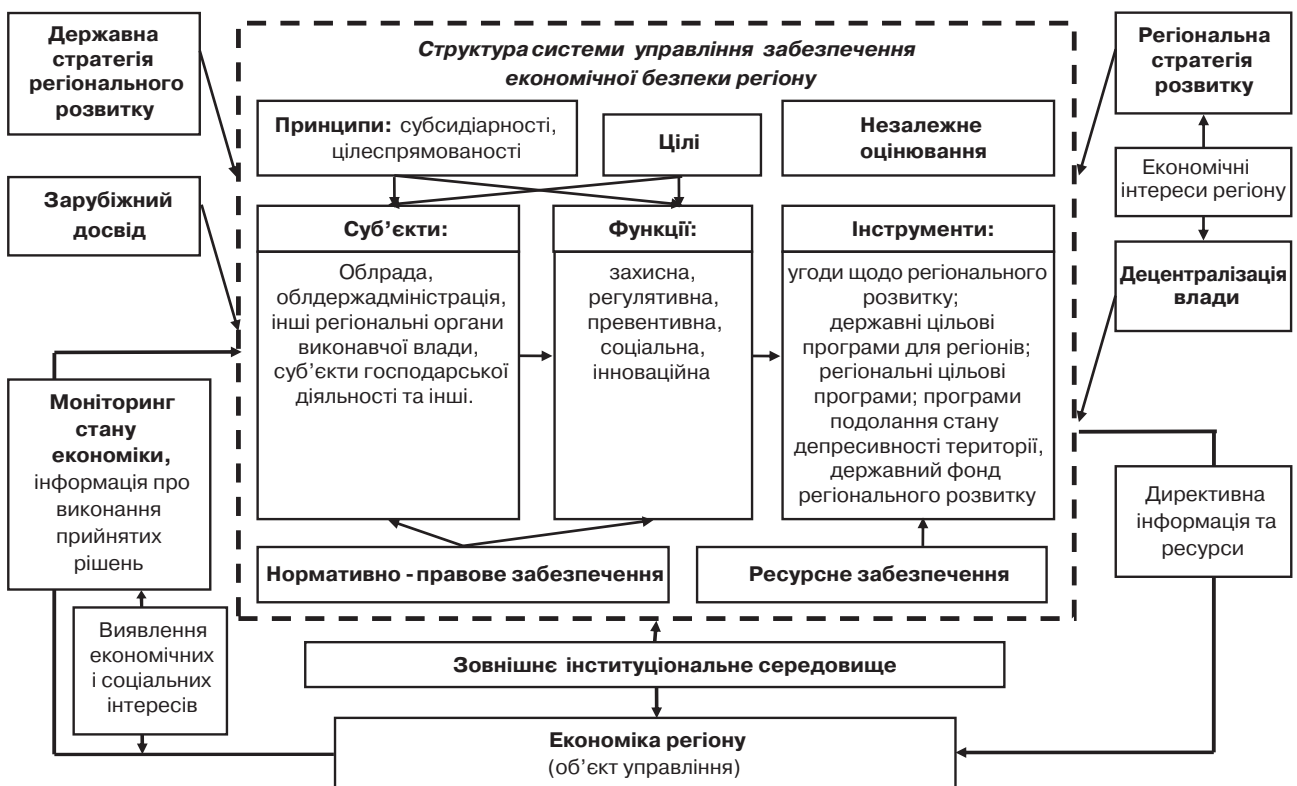 Державна
стратегія
регіонального
розвитку
Структура системи управління забезпечення
економічної безпеки регіону
Регіональна
стратегія
розвитку
Принципи: субсидіарності,
цілеспрямованості
Цілі
Незалежне
оцінювання
Економічні
інтереси регіону
Зарубіжний
досвід
Суб’єкти:
Облрада,
облдержадміністрація,
інші регіональні органи
виконавчої влади,
суб’єкти господарської
діяльності та інші.
Функції:
захисна,
регулятивна,
превентивна,
соціальна,
інноваційна
Інструменти:
угоди щодо регіонального
розвитку;
державні цільові
програми для регіонів;
регіональні цільові
програми; програми
подолання стану
депресивності території,
державний фонд
регіонального розвитку
Децентралізація
влади
Моніторинг
стану
економіки,
інформація про
виконання
прийнятих
рішень
Директивна
інформація та
ресурси
Нормативно - правове забезпечення
Ресурсне забезпечення
Виявлення
економічних
і соціальних
інтересів
Зовнішнє інституціональне середовище
Економіка регіону
(об’єкт управління)